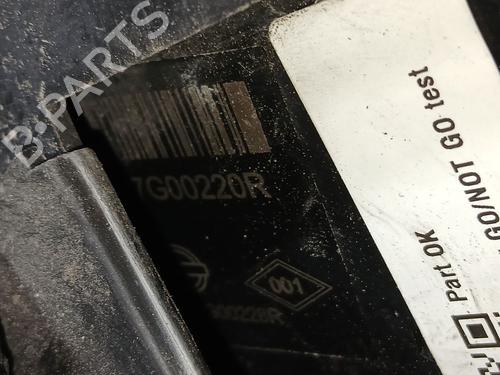 B-PARTS
7G00220R
001
Part OK
GO/NOT GO test